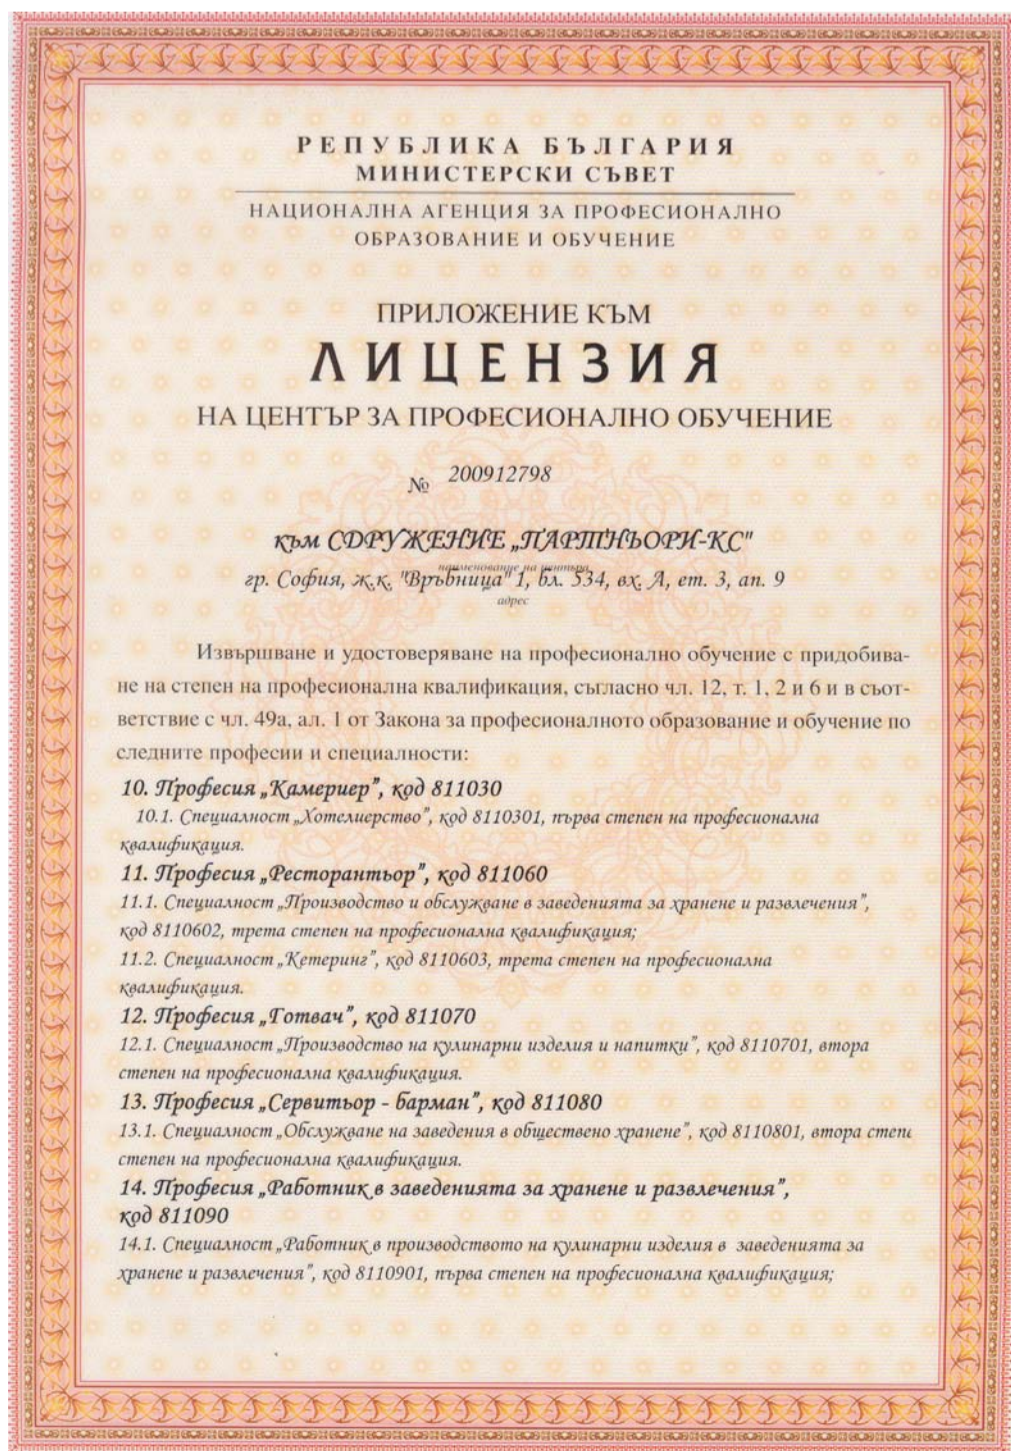 РЕПУБЛИКА БЪЛГАРИЯ
МИНИСТЕРСКИ СЪВЕТ
НАЦИОНАЛНА АГЕНЦИЯ ЗА ПРОФЕСИОНАЛНО
ОБРАЗОВАНИЕ И ОБУЧЕНИЕ
ПРИЛОЖЕНИЕ КЪМ
ЛИЦЕНЗИЯ
НА ЦЕНТЪР ЗА ПРОФЕСИОНАЛНО ОБУЧЕНИЕ
№ 200912798
към СДРУЖЕНИЕ „ПАРТНЬОРИ-КС"
наименование на центъра
гр. София, ж.к. "Връбница" 1, бл. 534, вх. А, ет. 3, ап. 9
адрес
Извършване и удостоверяване на професионално обучение с придобива-
не на степен на професионална квалификация, съгласно чл. 12, т. 1, 2 и 6 и в съот-
ветствие с чл. 49а, ал. 1 от Закона за професионалното образование и обучение по
следните професии и специалности:
10. Професия „Камериер”, код 811030
10.1. Специалност „Хотелиерство”, код 8110301, първа степен на професионална
квалификация.
11. Професия „Ресторантьор”, код 811060
11.1. Специалност „Производство и обслужване в заведенията за хранене и развлечения”,
код 8110602, трета степен на професионална квалификация;
11.2. Специалност „Кетеринг”, код 8110603, трета степен на професионална
квалификация.
12. Професия „Готвач”, код 811070
12.1. Специалност „Производство на кулинарни изделия и напитки”, код 8110701, втора
степен на професионална квалификация.
13. Професия „Сервитьор - барман”, код 811080
13.1. Специалност „Обслужване на заведения в обществено хранене”, код 8110801, втора степе
степен на професионална квалификация.
14. Професия „Работник в заведенията за хранене и развлечения”,
код 811090
14.1. Специалност „Работник в производството на кулинарни изделия в заведенията за
хранене и развлечения”, код 8110901, първа степен на професионална квалификация;